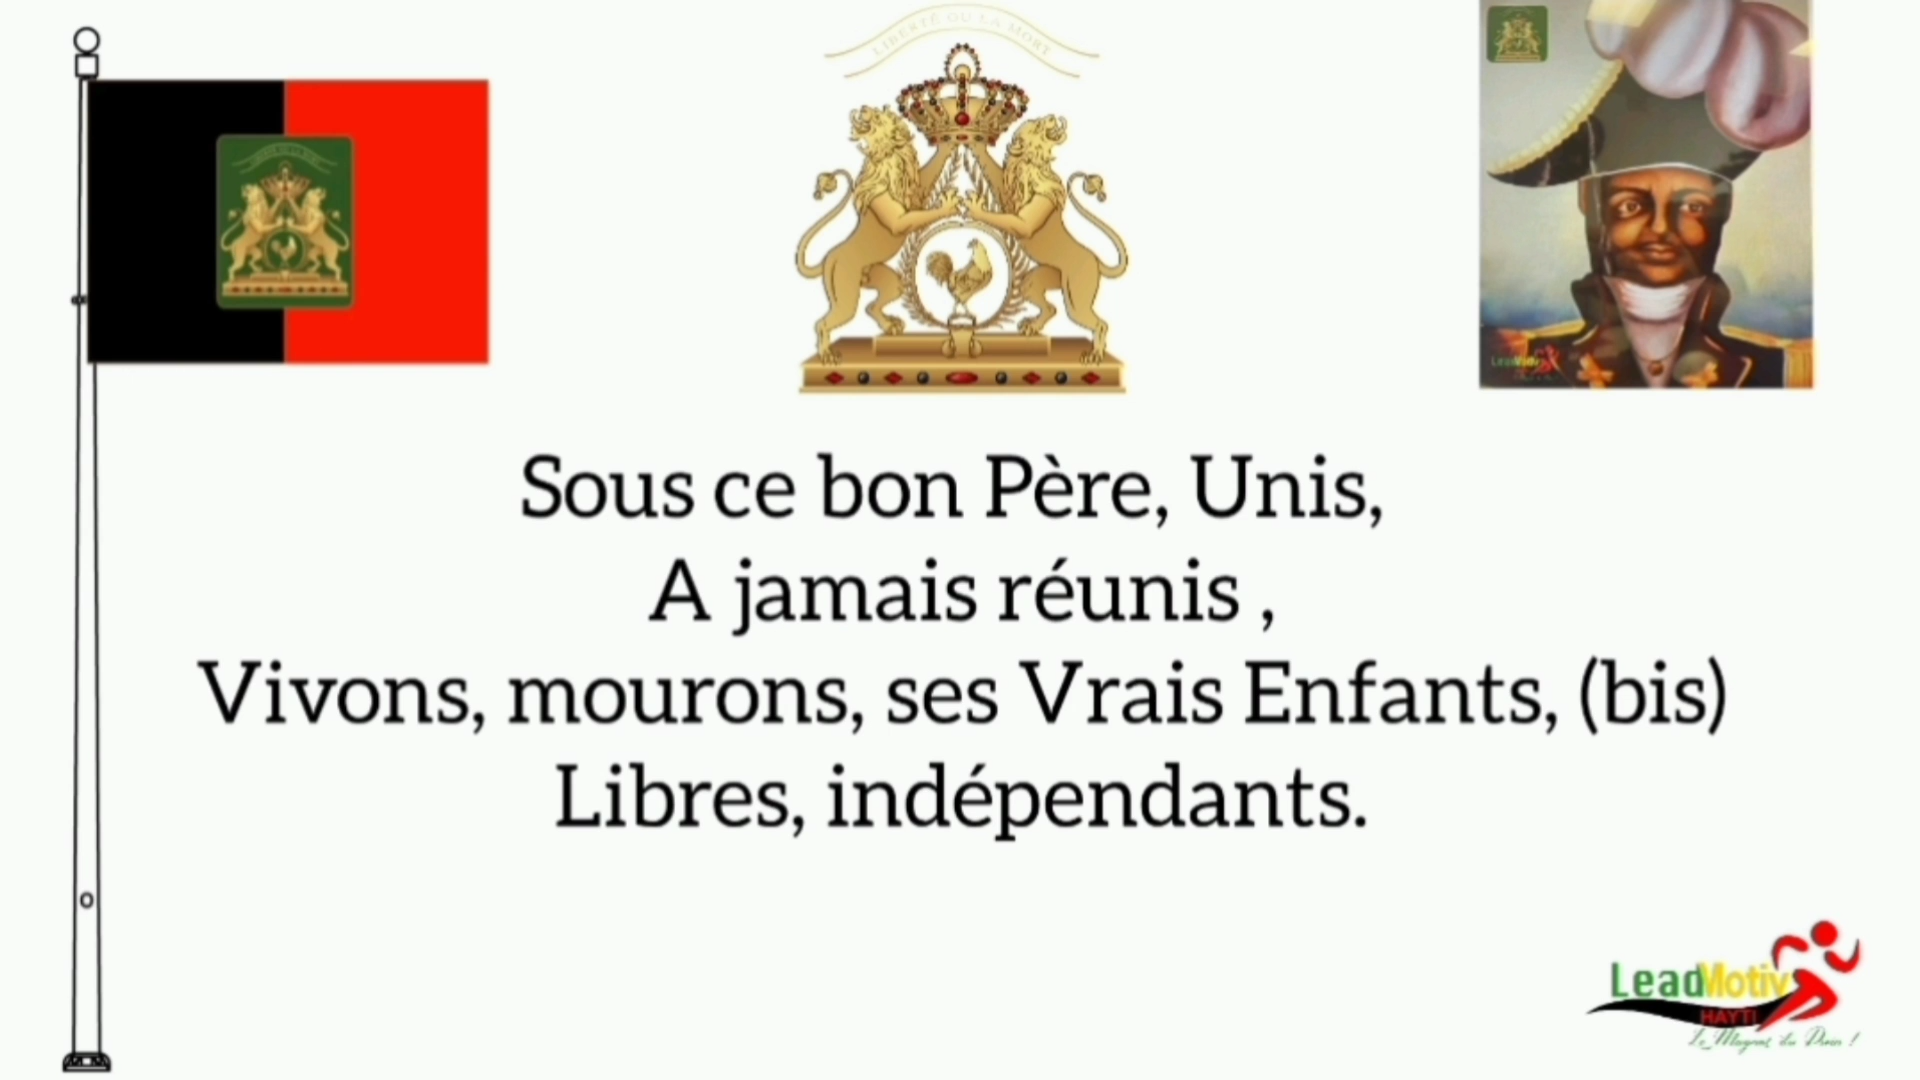 LIBERTÉ OU LA MORT
Sous ce bon Père, Unis,
A jamais réunis ,
Vivons, mourons, ses Vrais Enfants, (bis)
Libres, indépendants.
LeadMotiv
HAYTI